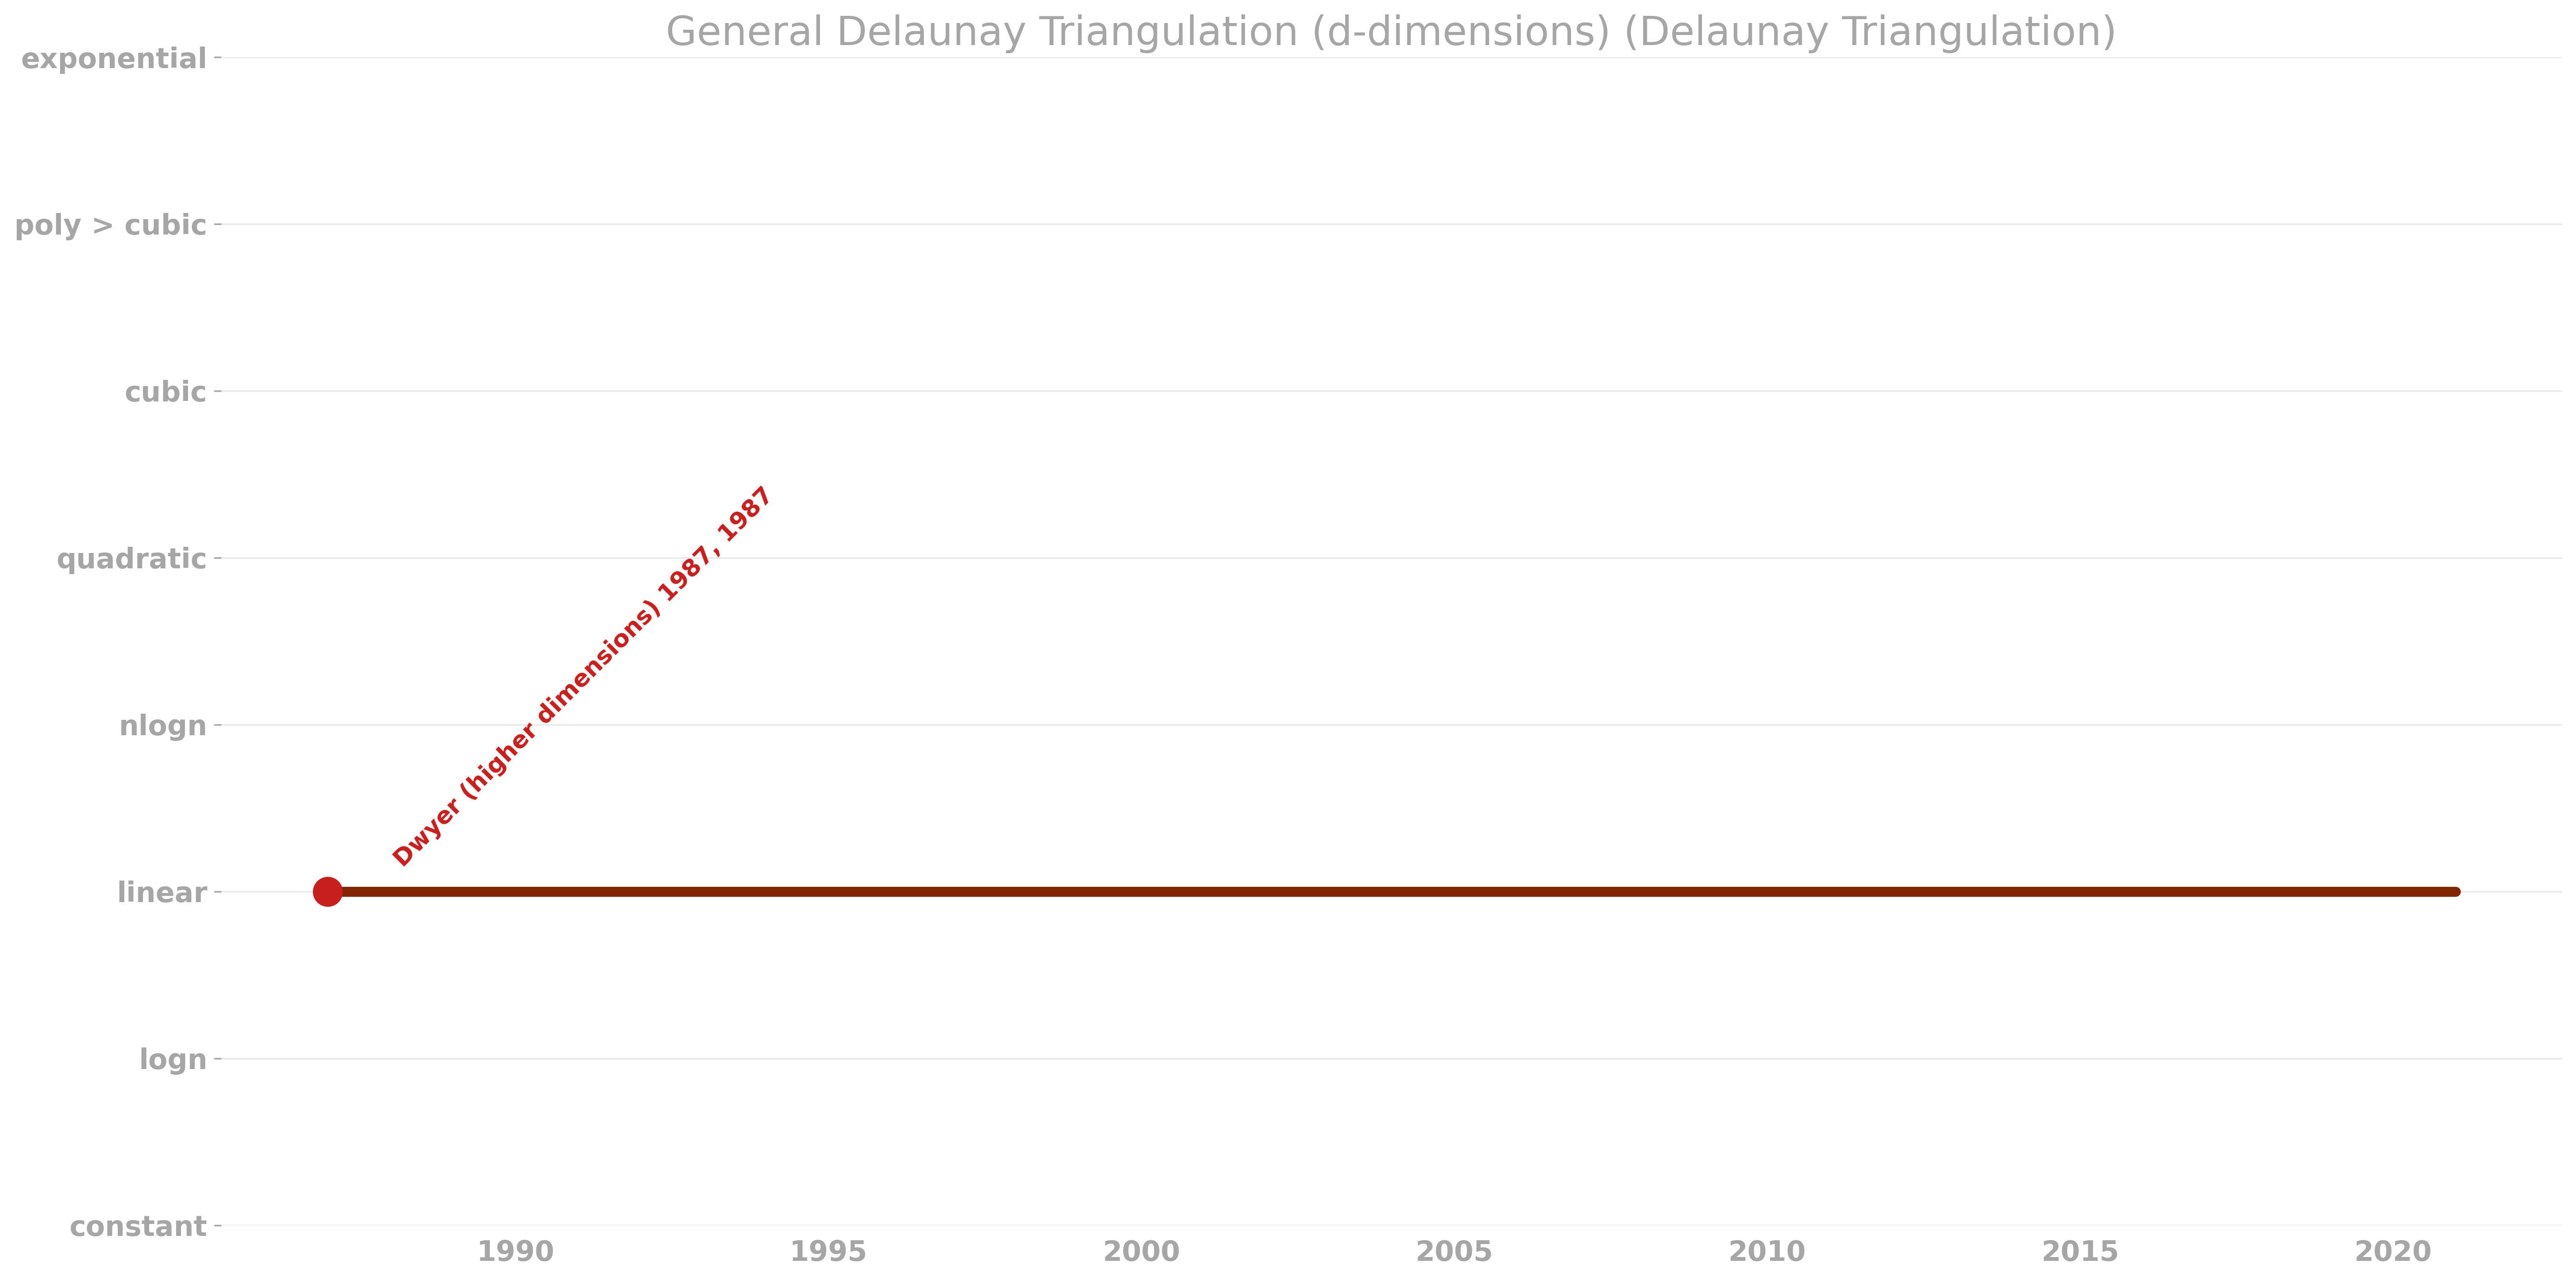 General Delaunay Triangulation (d-dimensions) (Delaunay Triangulation)
exponential
poly > cubic
cubic
quadratic
nlogn
linear
logn
constant
Dwyer (higher dimensions) 1987, 1987
1990 1995 2000 2005 2010 2015 2020